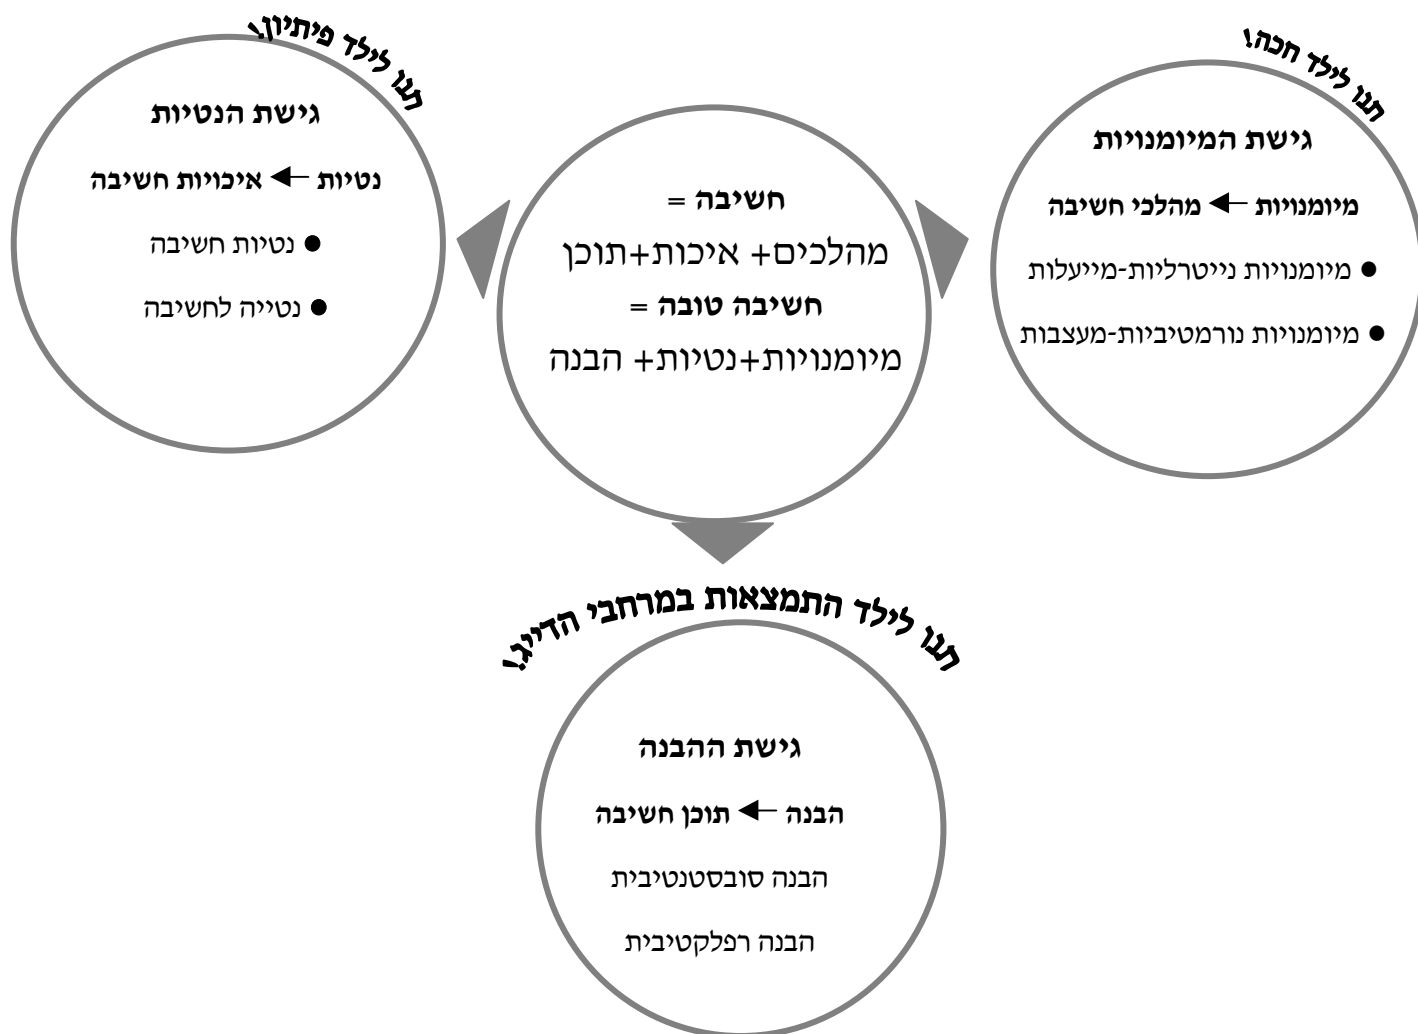 תנו לילד חכה!
גישת המיומנויות
מיומנויות ← מהלכי חשיבה
● מיומנויות נייטרליות-מייעלות
● מיומנויות נורמטיביות-מעצבות
חשיבה =
מהלכים+ איכות+תוכן
חשיבה טובה =
מיומנויות+נטיות+ הבנה
תנו לילד פיתיון!
גישת הנטיות
נטיות ← איכויות חשיבה
● נטיות חשיבה
● נטייה לחשיבה
תנו לילד התמצאות במרחבי הדייג!
גישת ההבנה
הבנה ← תוכן חשיבה
הבנה סובסטנטיבית
הבנה רפלקטיבית